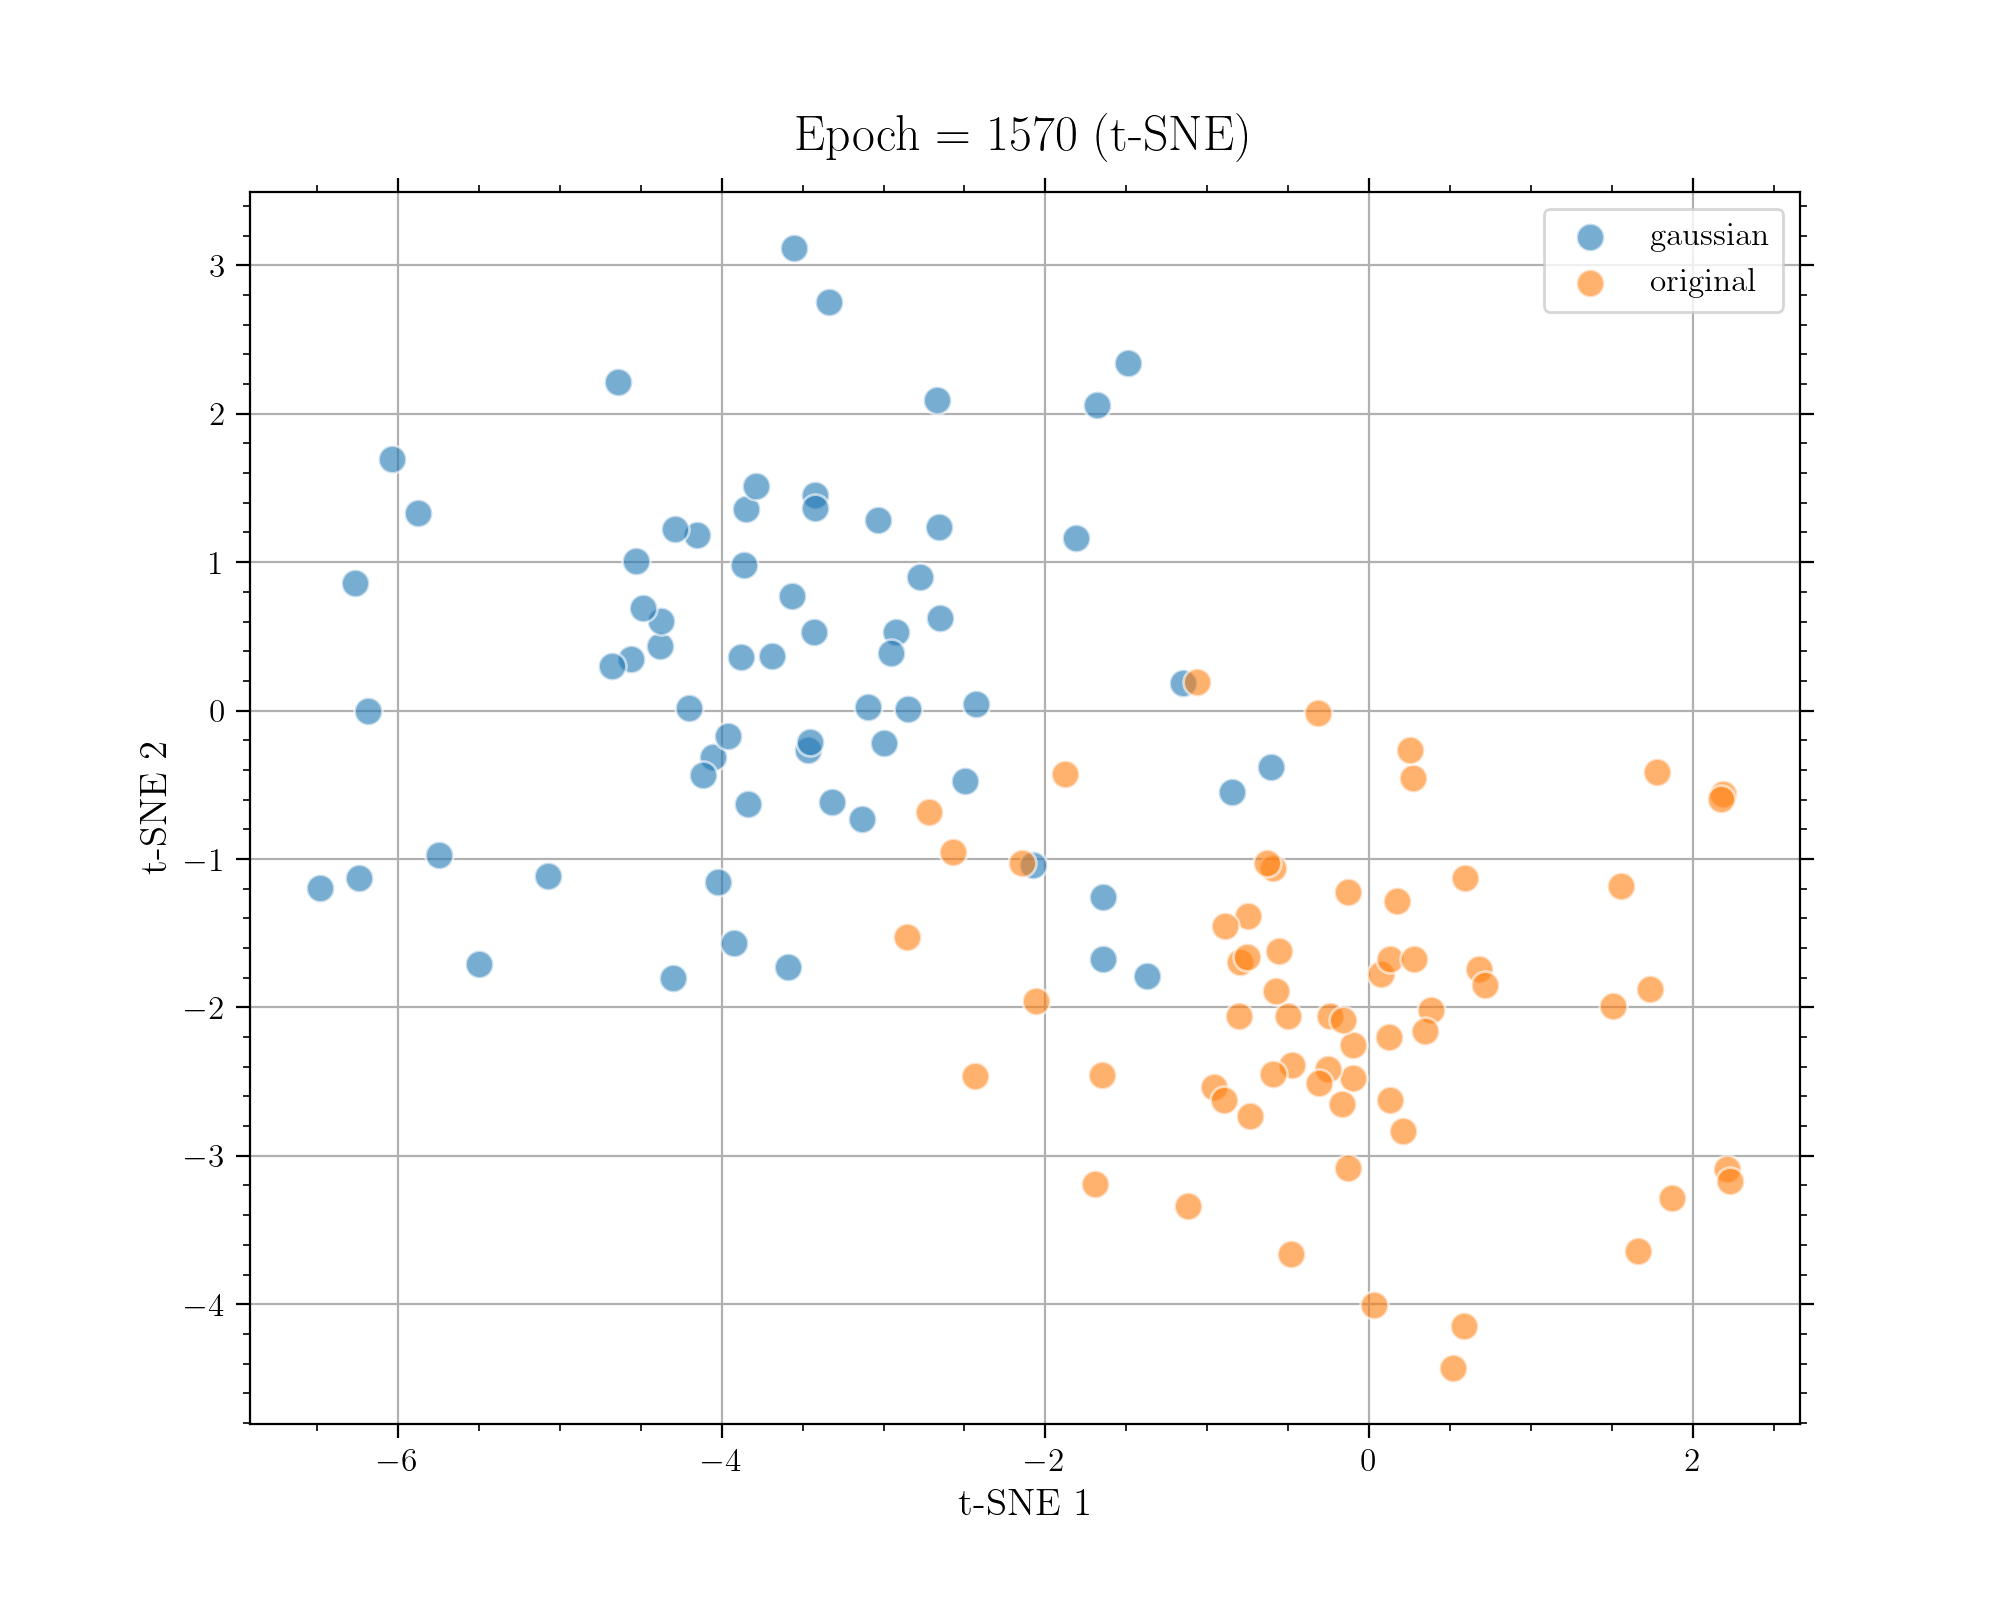 Epoch = 1570 (t-SNE)
gaussian
original
3
2
1
0
−1
−2
−3
−4
t-SNE 2
−6
−4
−2
0
2
t-SNE 1